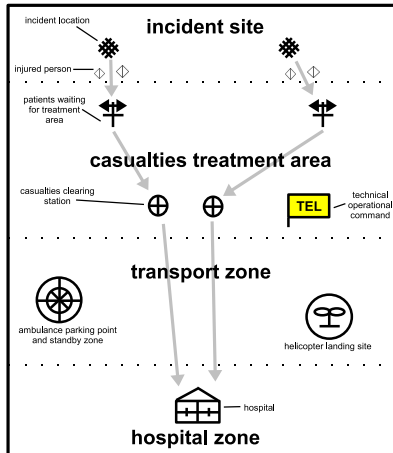 incident location
incident site
injured person
patients waiting
for treatment
area
casualties treatment area
casualties clearing
station
TEL
technical
operational
command
transport zone
ambulance parking point
and standby zone
helicopter landing site
hospital
hospital zone